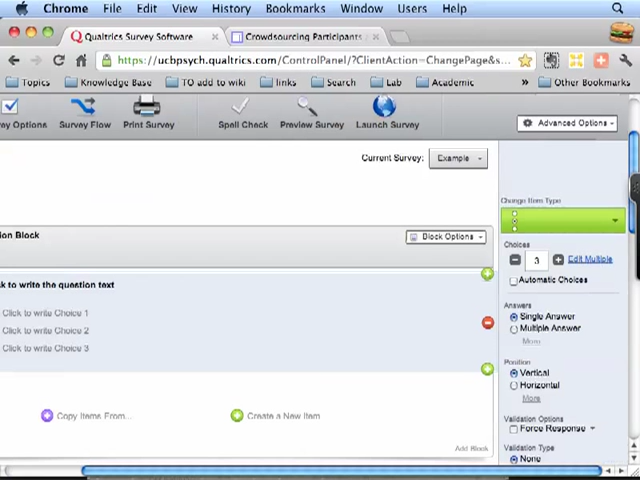 Chrome File Edit View History Bookmarks Window Users Help
Qualtrics Survey Software
Crowdsourcing Participants
https://ucbpsych.qualtrics.com/ControlPanel/?ClientAction=ChangePage&s...
Topics Knowledge Base TO add to wiki links Search Lab Academic » Other Bookmarks
ey Options Survey Flow Print Survey Spell Check Preview Survey Launch Survey
Advanced Options
Current Survey: Example
Change Item Type
ion Block
Block Options
Choices
3 Edit Multiple
Automatic Choices
ck to write the question text
Click to write Choice 1
Click to write Choice 2
Click to write Choice 3
Answers
Single Answer
Multiple Answer
More
Position
Vertical
Horizontal
More
Copy Items From...
Create a New Item
Validation Options
Force Response
Add Block
Validation Type
None